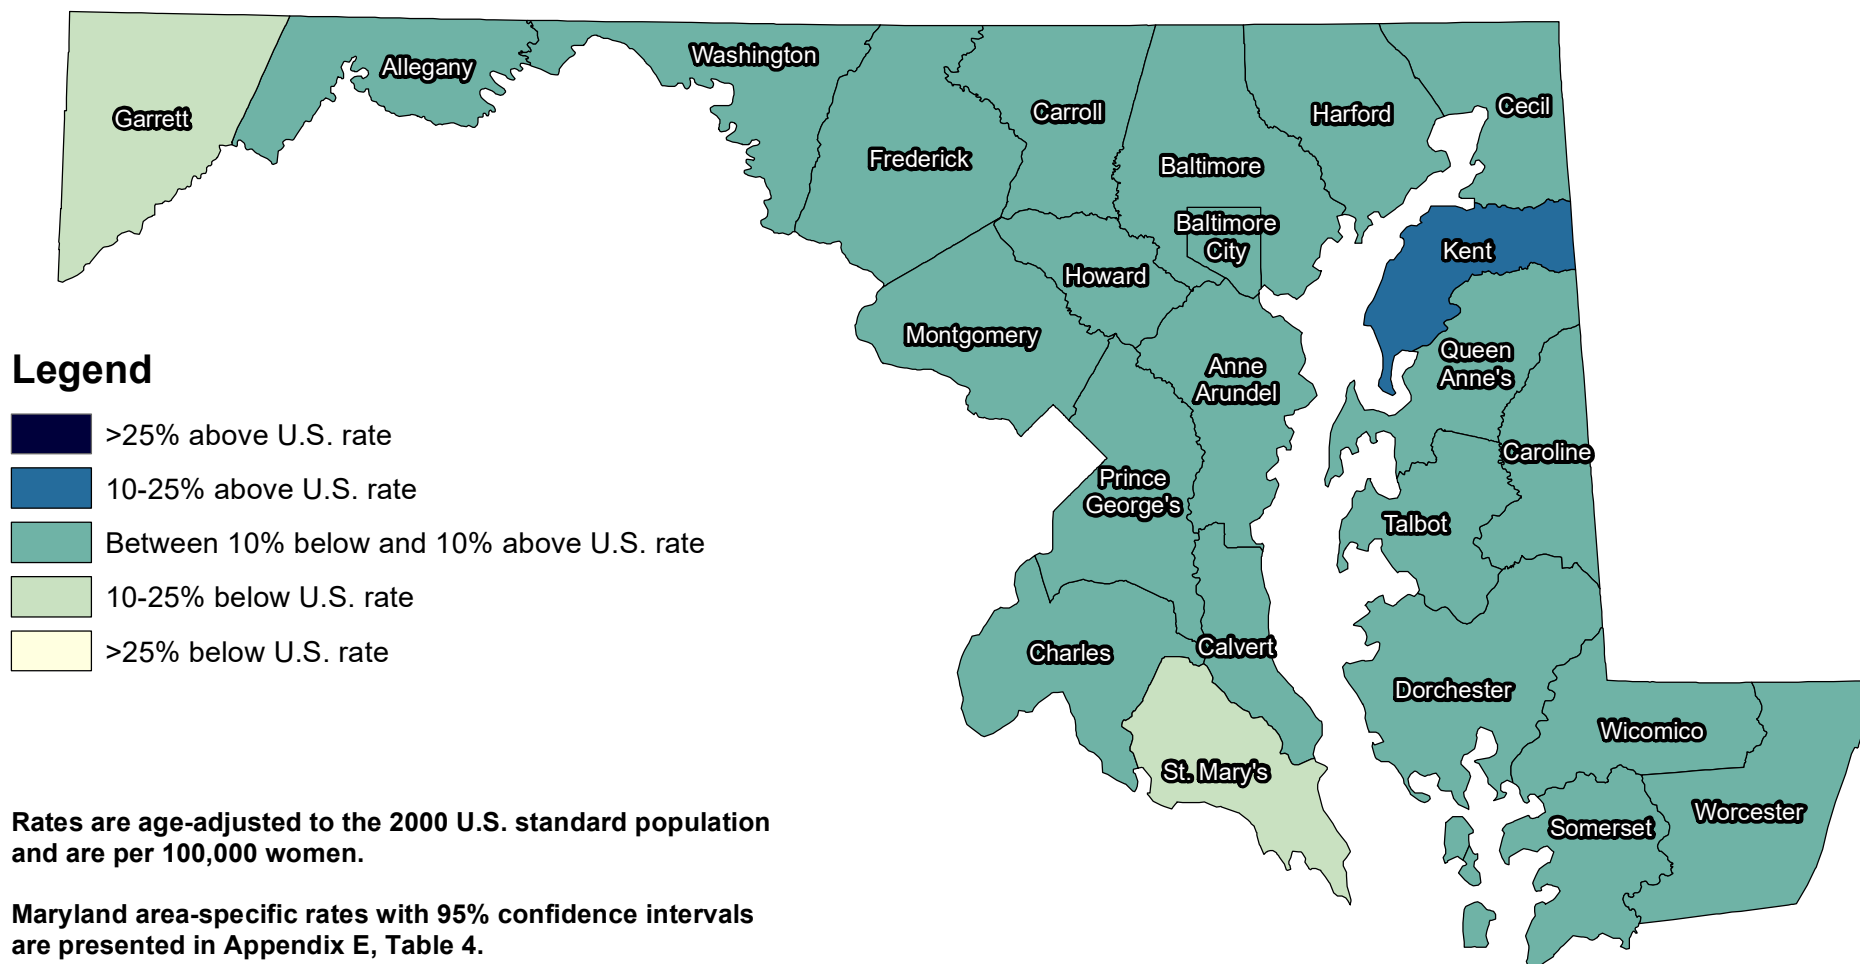 Garrett
Allegany
Washington
Frederick
Carroll
Baltimore
Baltimore
City
Harford
Cecil
Kent
Howard
Montgomery
Anne
Arundel
Queen
Anne's
Caroline
Prince
George's
Talbot
Charles
Calvert
Dorchester
St. Mary's
Wicomico
Somerset
Worcester
Legend
>25% above U.S. rate
10-25% above U.S. rate
Between 10% below and 10% above U.S. rate
10-25% below U.S. rate
>25% below U.S. rate
Rates are age-adjusted to the 2000 U.S. standard population
and are per 100,000 women.
Maryland area-specific rates with 95% confidence intervals
are presented in Appendix E, Table 4.